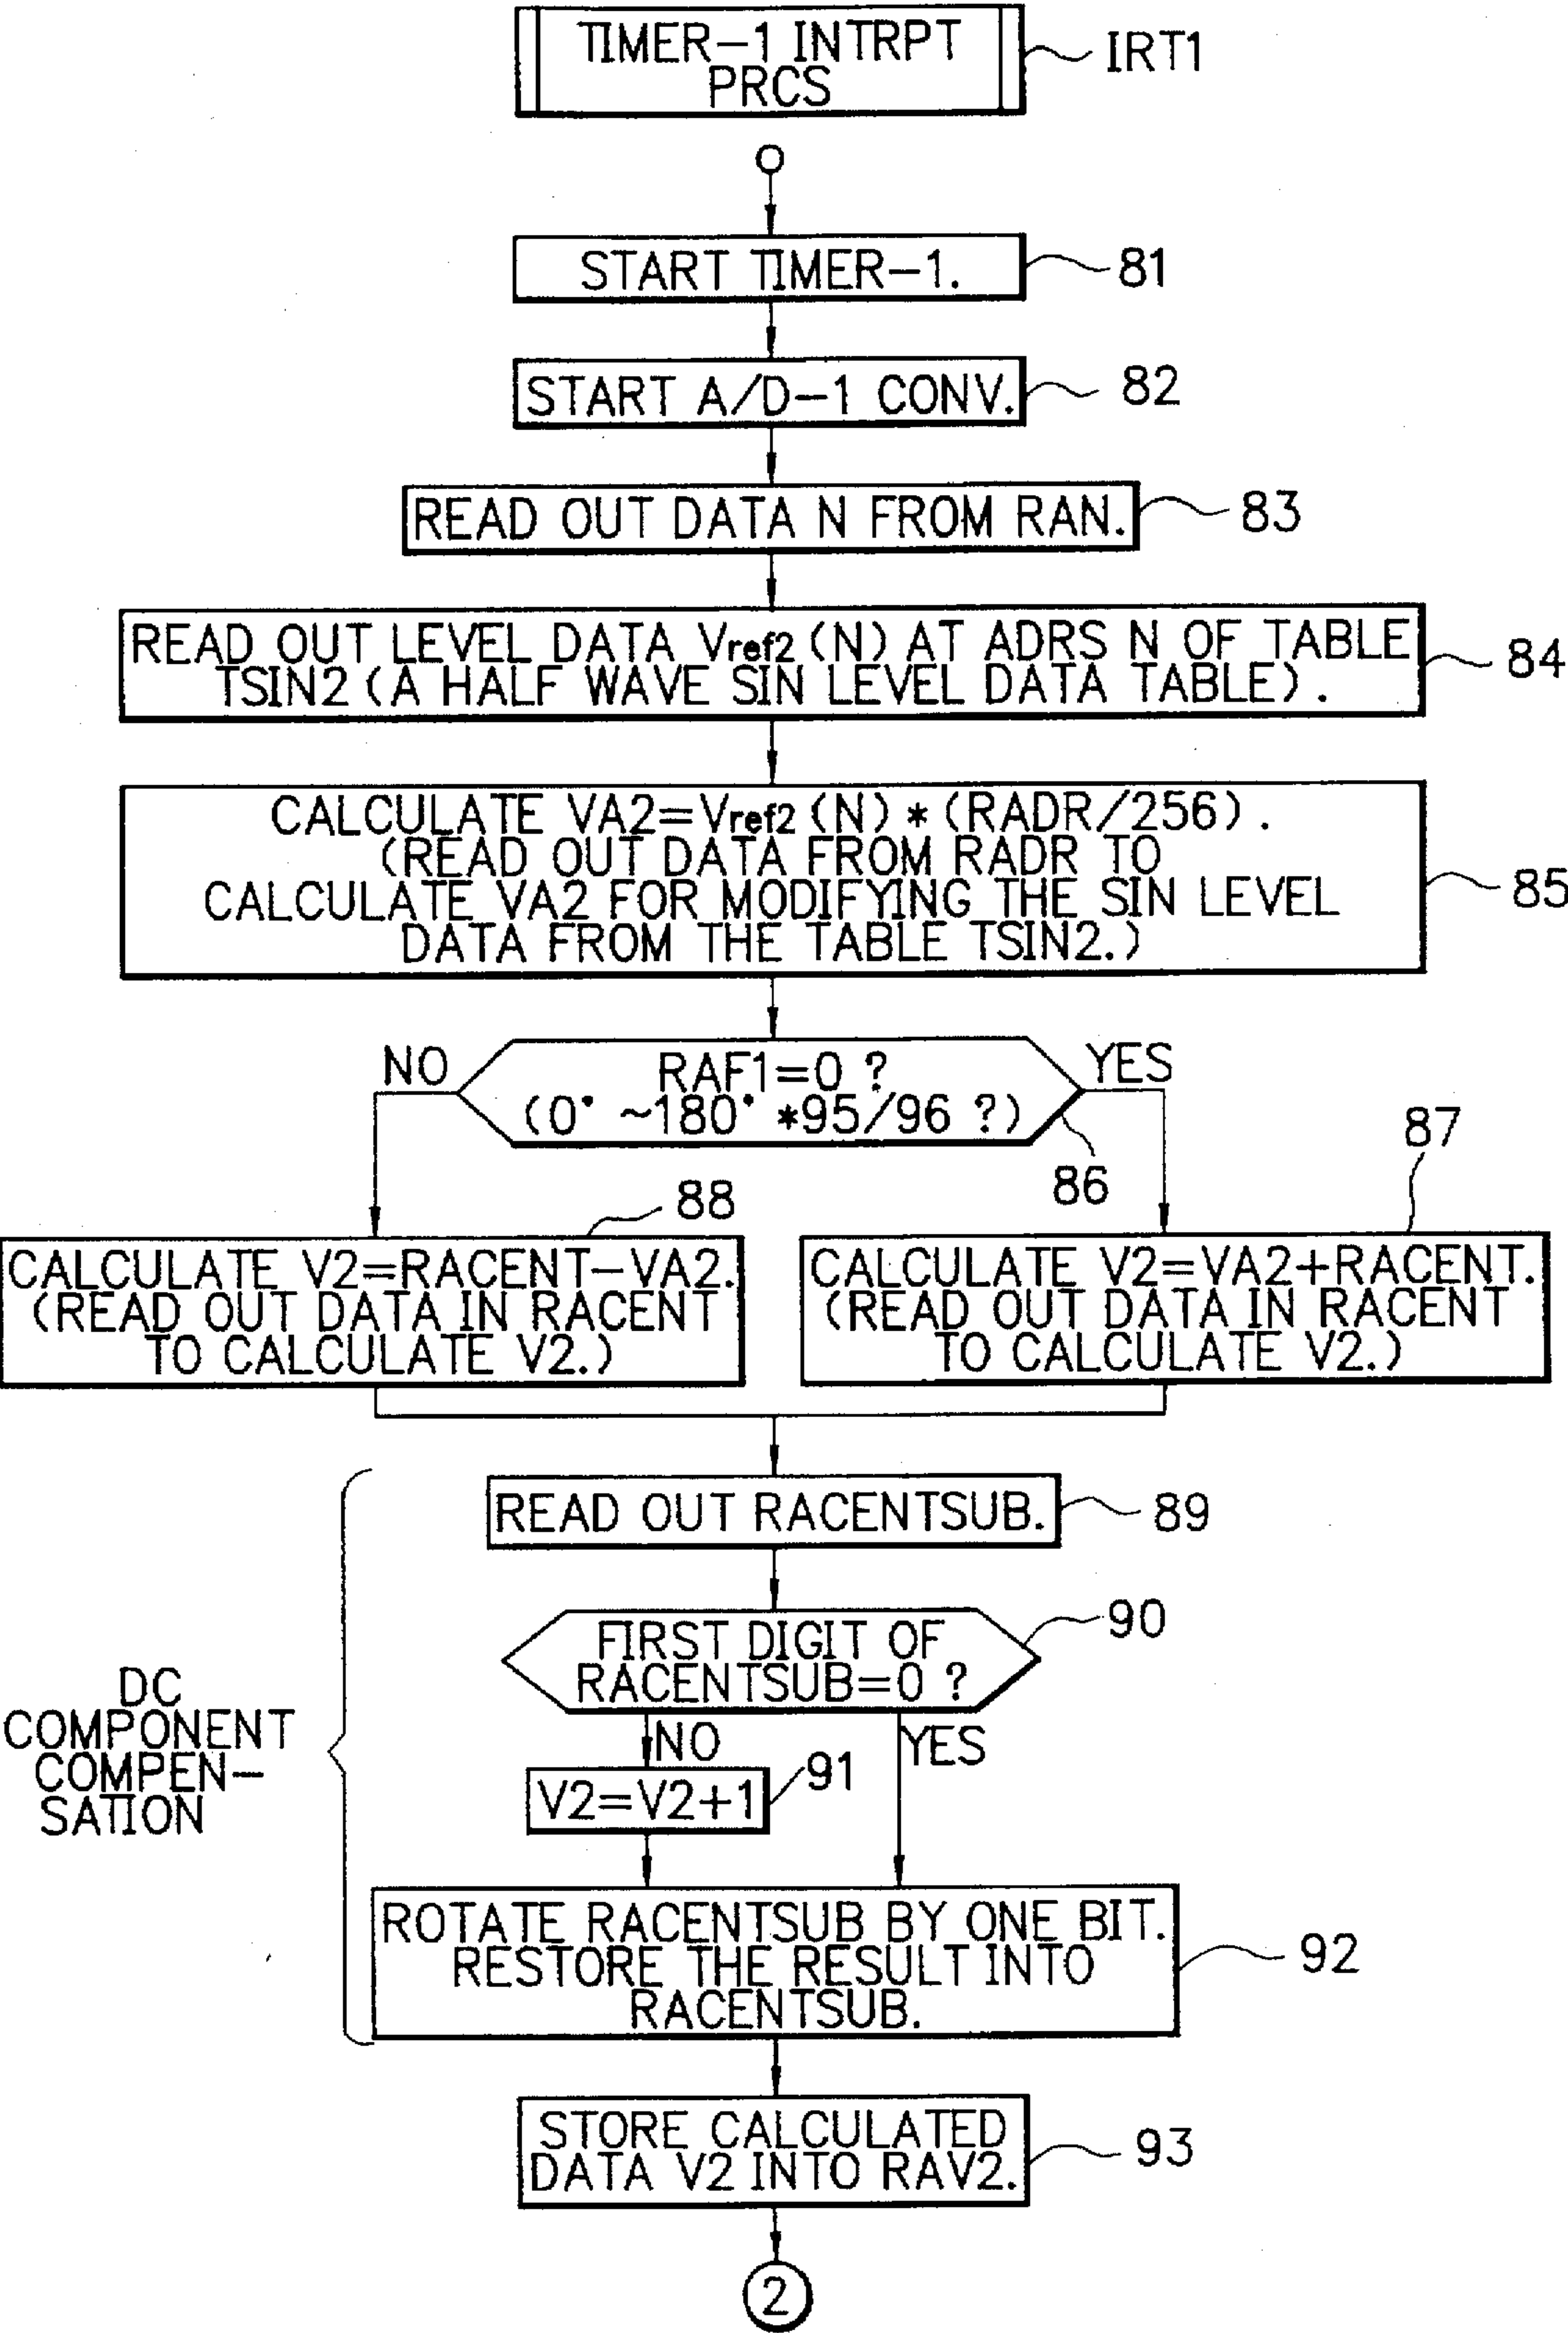 TIMER-1 INTRPT
PRCS
IRT1
START TIMER-1.
81
START A/D-1 CONV.
82
READ OUT DATA N FROM RAN.
83
READ OUT LEVEL DATA Vref2 (N) AT ADRS N OF TABLE
TSIN2 (A HALF WAVE SIN LEVEL DATA TABLE).
84
CALCULATE VA2=Vref2 (N) * (RADR/256).
(READ OUT DATA FROM RADR TO
CALCULATE VA2 FOR MODIFYING THE SIN LEVEL
DATA FROM THE TABLE TSIN2.)
85
NO
RAF1=0 ?
(0° ~180° *95/96 ?)
YES
86
87
88
CALCULATE V2=RACENT-VA2.
(READ OUT DATA IN RACENT
TO CALCULATE V2.)
CALCULATE V2=VA2+RACENT.
(READ OUT DATA IN RACENT
TO CALCULATE V2.)
READ OUT RACENTSUB.
89
FIRST DIGIT OF
RACENTSUB=0 ?
90
DC
COMPONENT
COMPEN-
SATION
NO
YES
V2=V2+1
91
ROTATE RACENTSUB BY ONE BIT.
RESTORE THE RESULT INTO
RACENTSUB.
92
STORE CALCULATED
DATA V2 INTO RAV2.
93
2